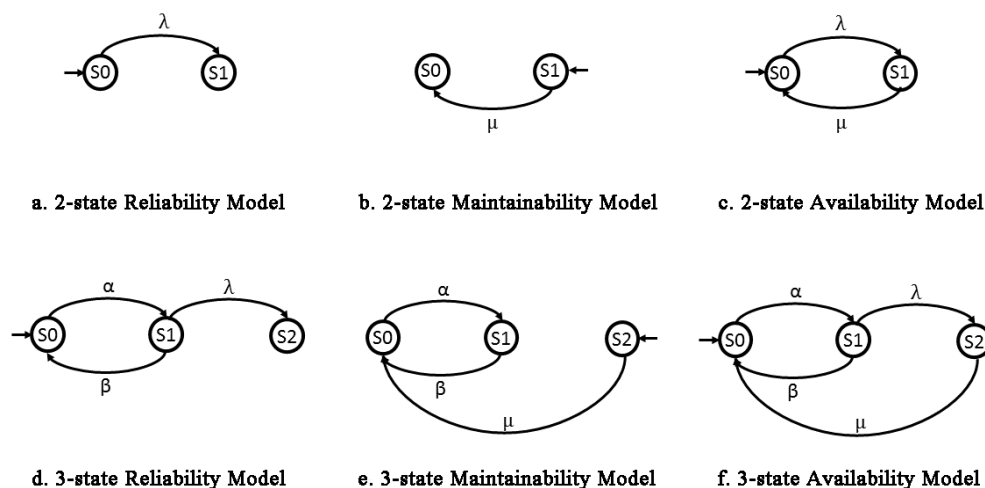 λ
S0 S1
a. 2-state Reliability Model
S0 S1
μ
b. 2-state Maintainability Model
λ
S0 S1
μ
c. 2-state Availability Model
α λ
S0 S1 S2
β
d. 3-state Reliability Model
α
S0 S1 S2
β
μ
e. 3-state Maintainability Model
α λ
S0 S1 S2
β
μ
f. 3-state Availability Model